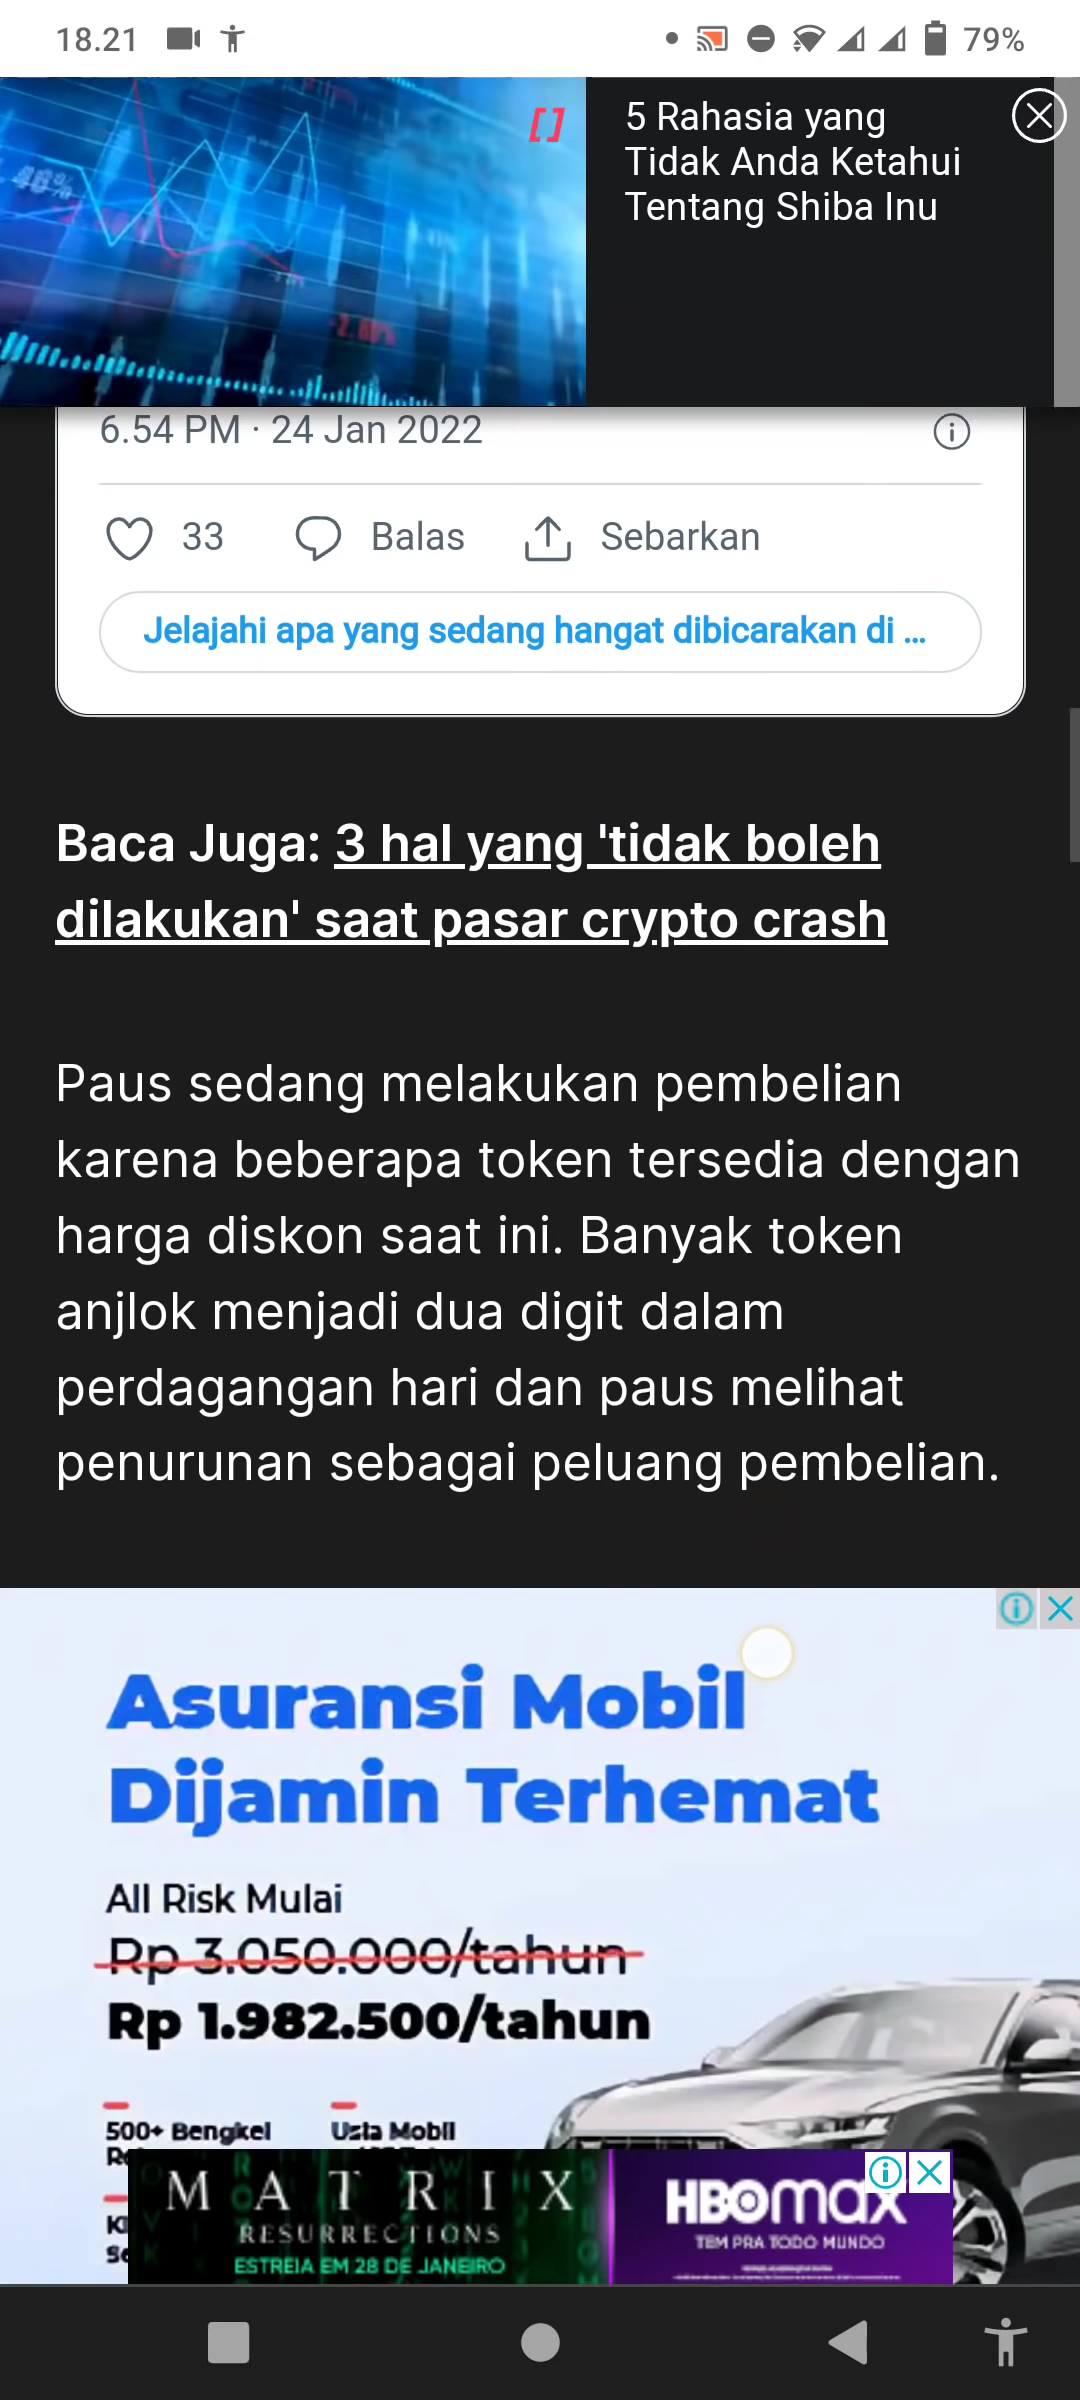 18.21
79%
[ ]
5 Rahasia yang
Tidak Anda Ketahui
Tentang Shiba Inu
6.54 PM · 24 Jan 2022
33
Balas
Sebarkan
Jelajahi apa yang sedang hangat dibicarakan di ...
Baca Juga: 3 hal yang 'tidak boleh
dilakukan' saat pasar crypto crash
Paus sedang melakukan pembelian
karena beberapa token tersedia dengan
harga diskon saat ini. Banyak token
anjlok menjadi dua digit dalam
perdagangan hari dan paus melihat
penurunan sebagai peluang pembelian.
Asuransi Mobil
Dijamin Terhemat
All Risk Mulai
Rp 3.050.000/tahun
Rp 1.982.500/tahun
500+ Bengkel
Usia Mobil
MATRIX
RESURRECTIONS
ESTREIA EM 28 DE JANEIRO
HBOmax
TEM PRA TODO MUNDO